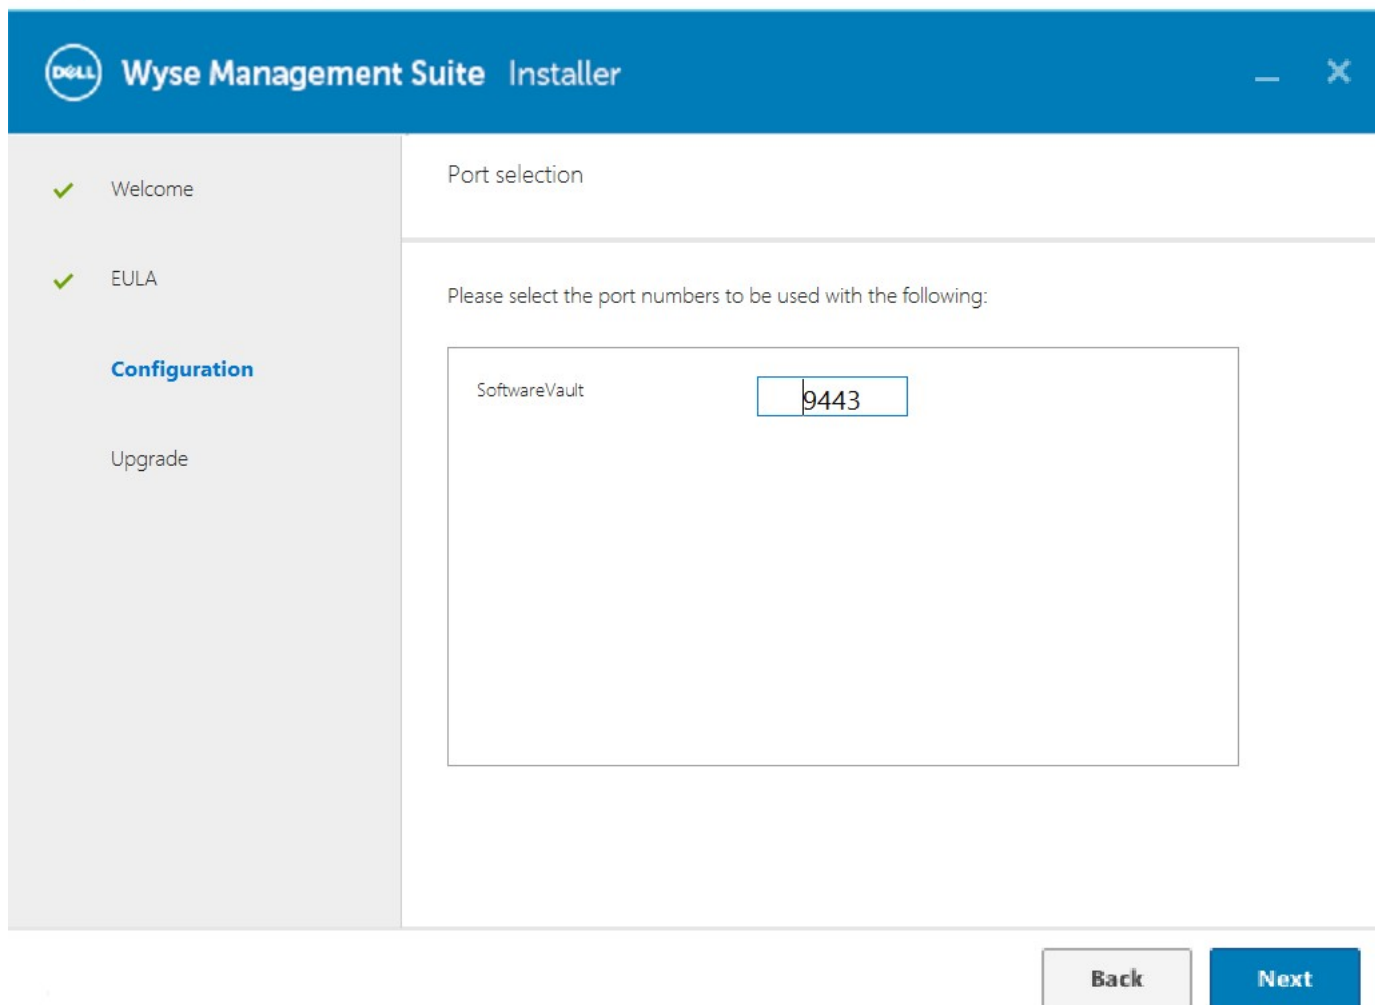 DELL Wyse Management Suite Installer
Welcome
EULA
Configuration
Upgrade
Port selection
Please select the port numbers to be used with the following:
SoftwareVault 9443
Back Next